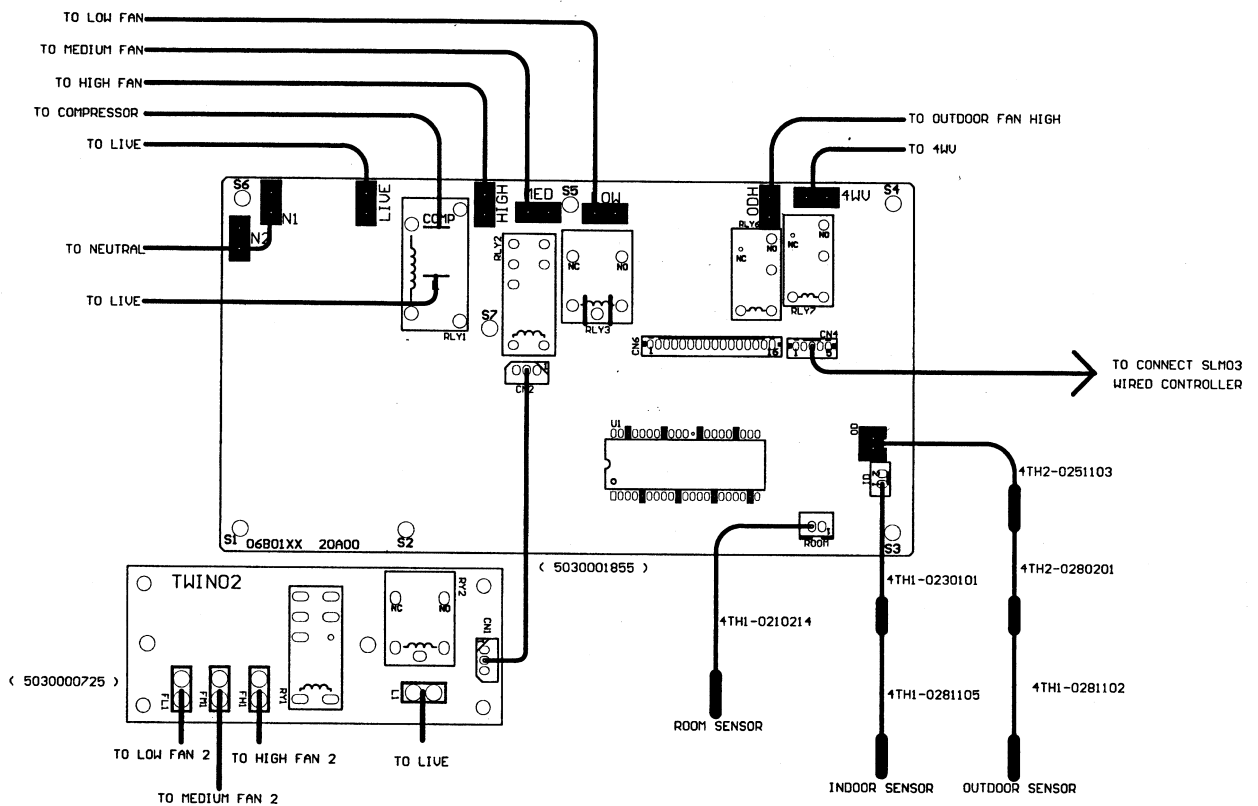 TO LOW FAN
TO MEDIUM FAN
TO HIGH FAN
TO COMPRESSOR
TO LIVE
TO OUTDOOR FAN HIGH
TO 4WV
S6
N1
N2
LIVE
COMP
HIGH
MED
S5
LOW
ODH
4WV
S4
TO NEUTRAL
TO LIVE
RLY1
RLY2
S7
NC
NO
RLY3
RLY6
NC
NO
NC
NO
RLY7
CN6
1
16
CN4
1
5
TO CONNECT SLM03
WIRED CONTROLLER
CN2
U1
OD
ID
1 2
4TH2-0251103
S1
06B01XX 20A00
S2
ROOM
1
S3
( 5030001855 )
4TH1-0230101
4TH2-0280201
TWIN02
RY2
NC
NO
CN1
4TH1-0210214
( 5030000725 )
FL1
FM1
FH1
RY1
L1
4TH1-0281105
4TH1-0281102
ROOM SENSOR
TO LOW FAN 2
TO HIGH FAN 2
TO LIVE
INDOOR SENSOR
OUTDOOR SENSOR
TO MEDIUM FAN 2